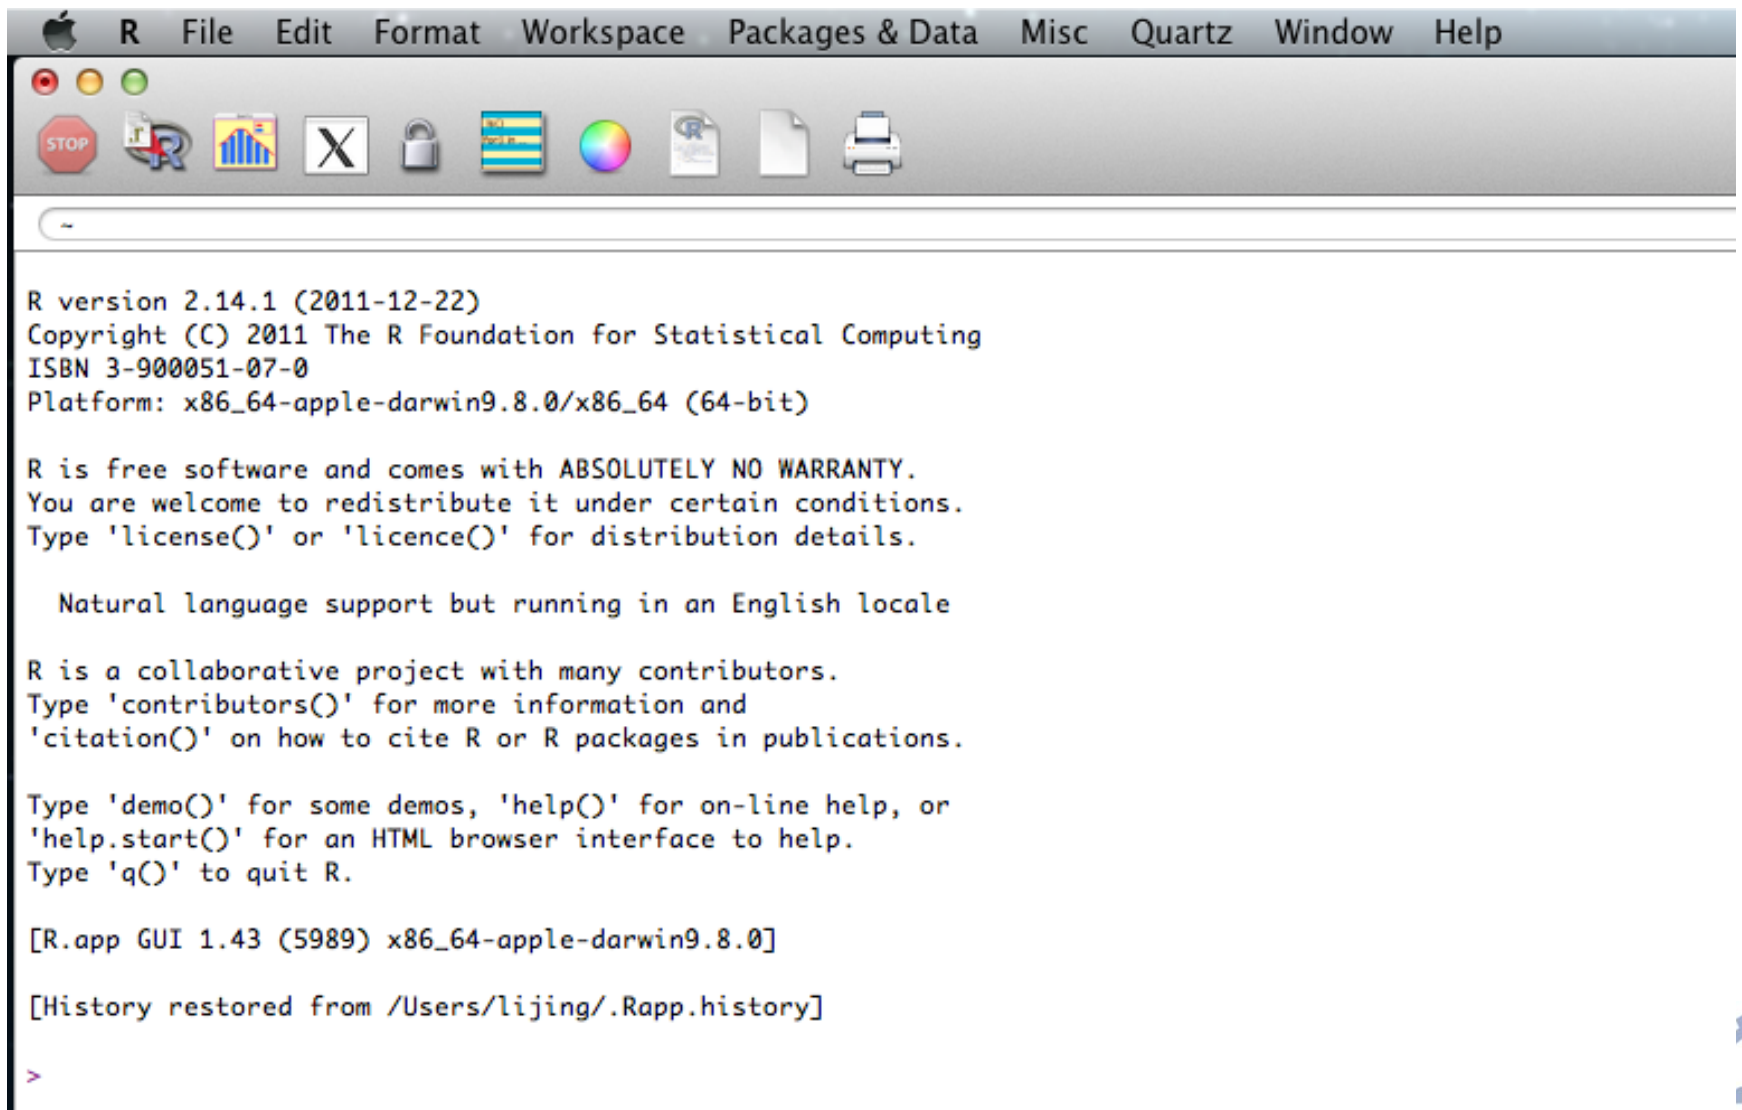 R File Edit Format Workspace Packages & Data Misc Quartz Window Help
STOP
~
R version 2.14.1 (2011-12-22)
Copyright (C) 2011 The R Foundation for Statistical Computing
ISBN 3-900051-07-0
Platform: x86_64-apple-darwin9.8.0/x86_64 (64-bit)
R is free software and comes with ABSOLUTELY NO WARRANTY.
You are welcome to redistribute it under certain conditions.
Type 'license()' or 'licence()' for distribution details.
Natural language support but running in an English locale
R is a collaborative project with many contributors.
Type 'contributors()' for more information and
'citation()' on how to cite R or R packages in publications.
Type 'demo()' for some demos, 'help()' for on-line help, or
'help.start()' for an HTML browser interface to help.
Type 'q()' to quit R.
[R.app GUI 1.43 (5989) x86_64-apple-darwin9.8.0]
[History restored from /Users/lijing/.Rapp.history]
>